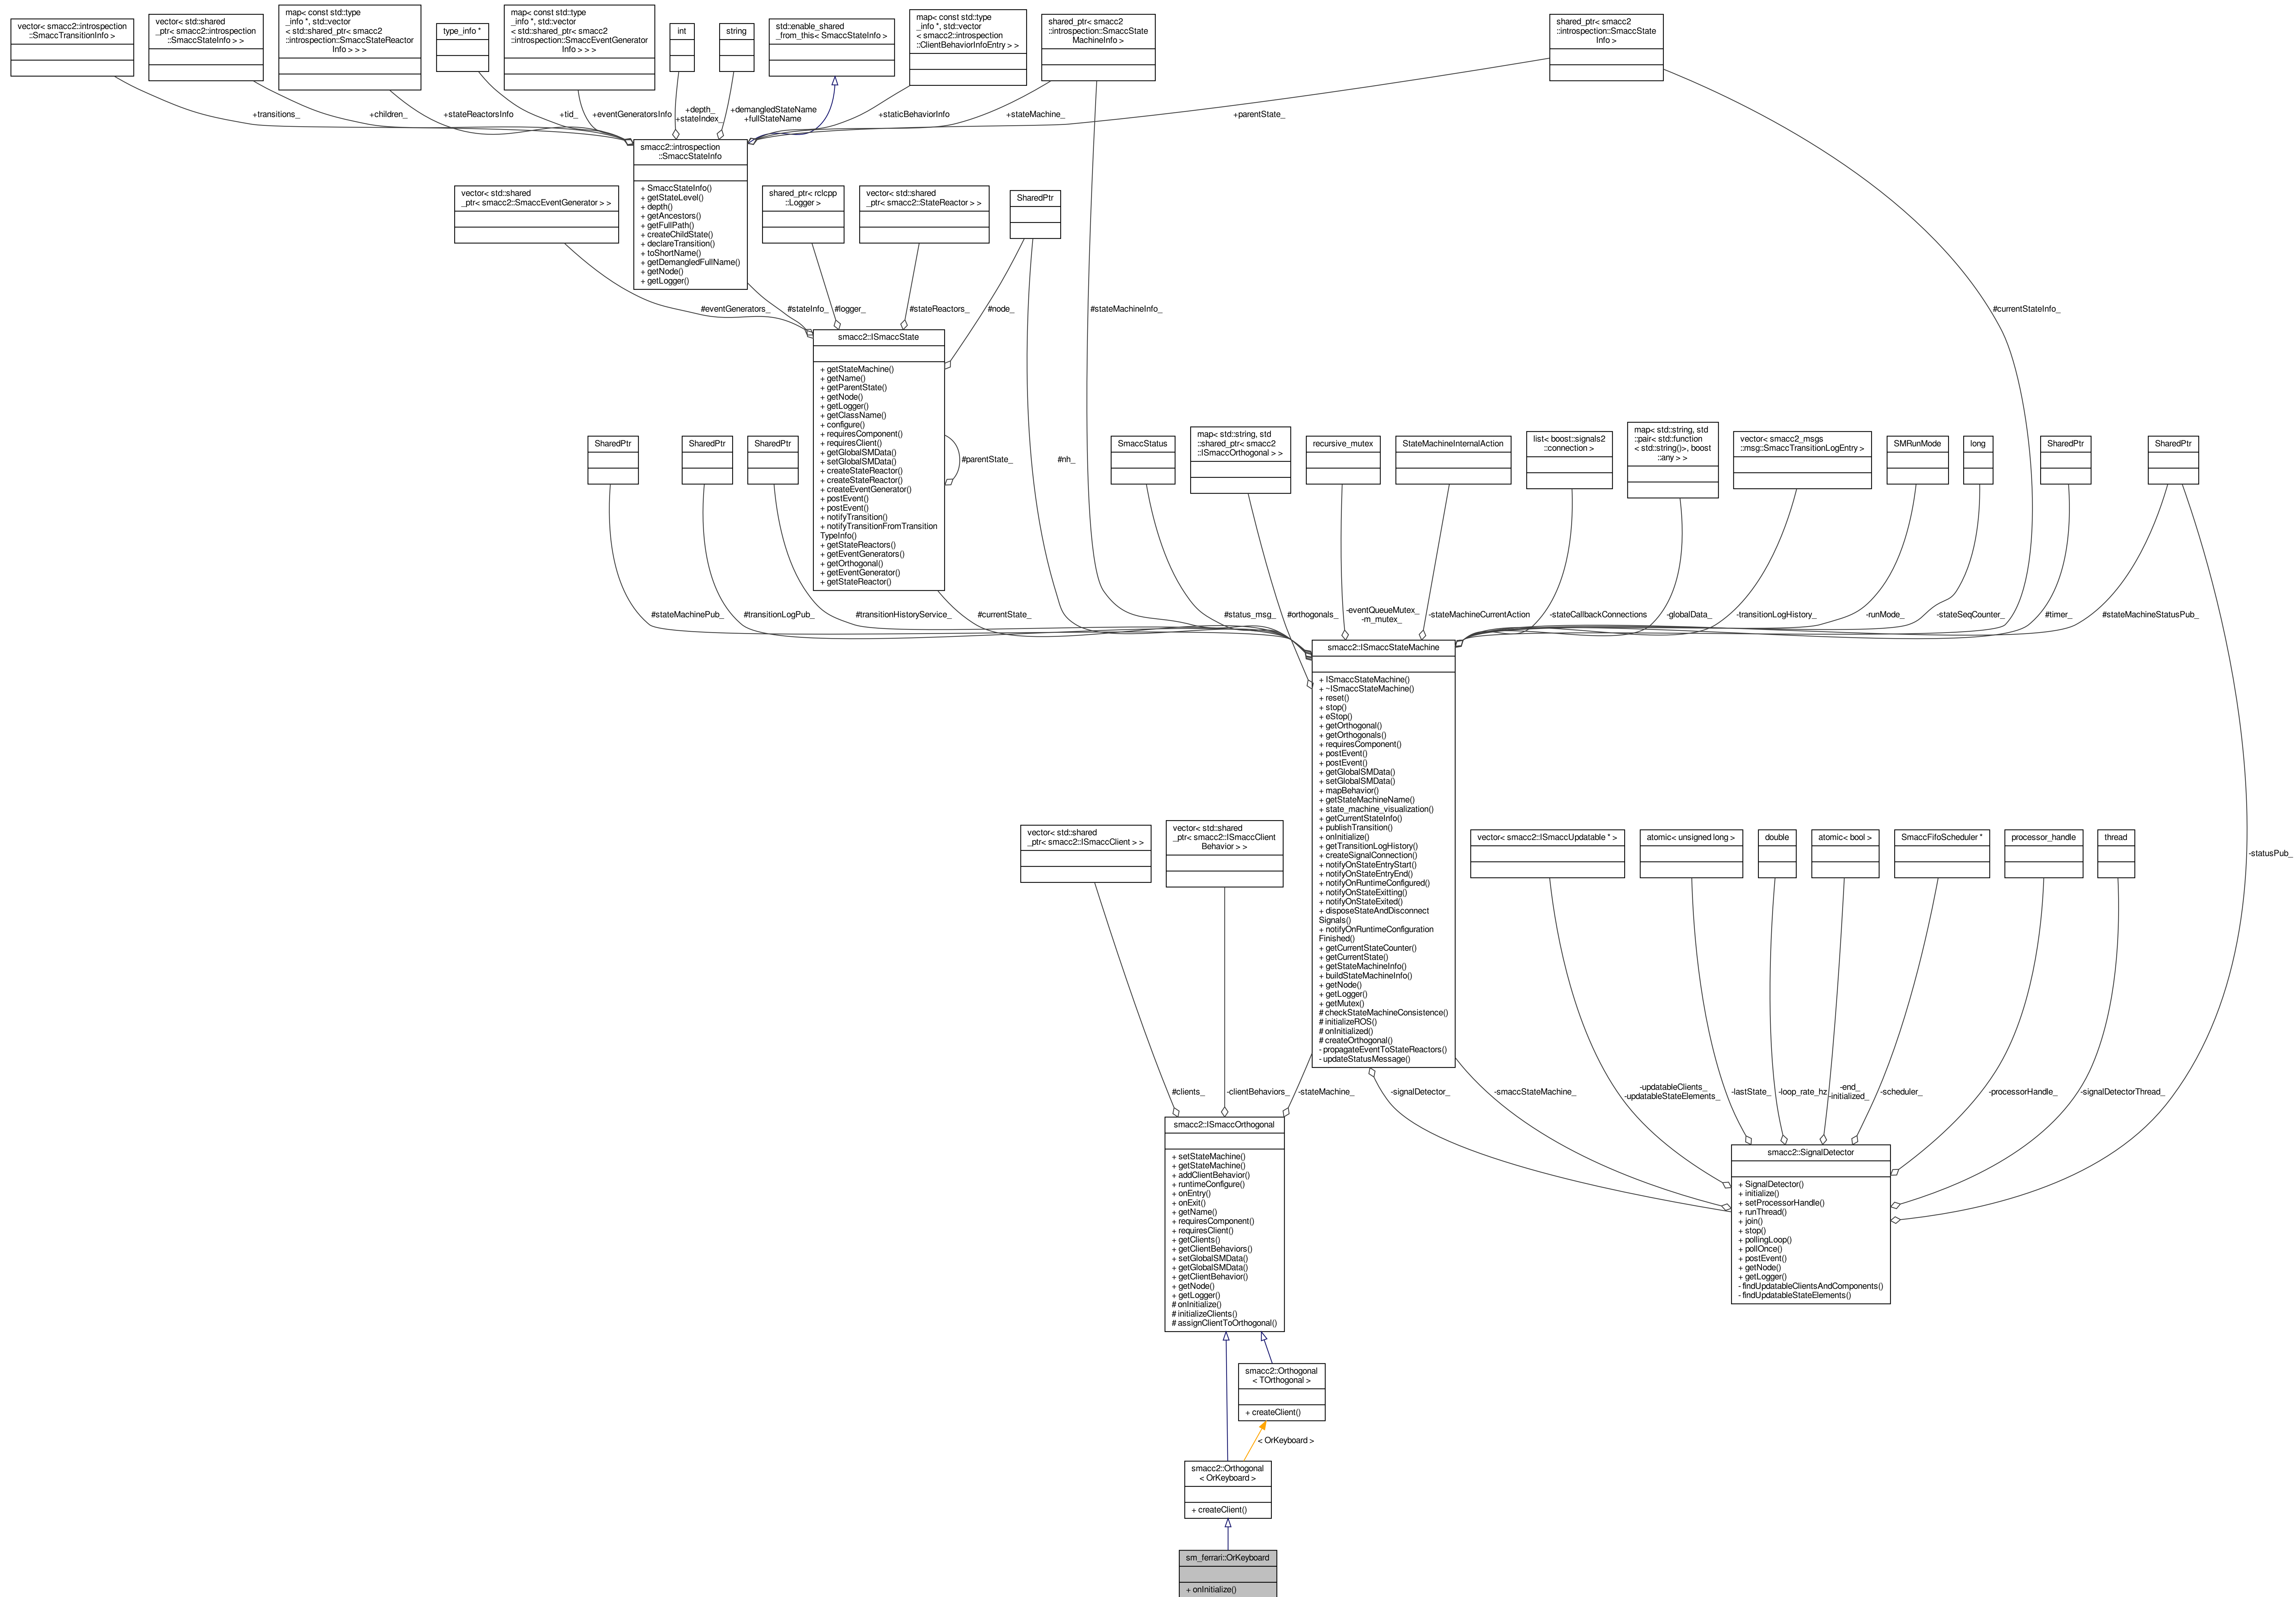 vector< smacc2::introspection
::SmaccTransitionInfo >
vector< std::shared
_ptr< smacc2::introspection
::SmaccStateInfo > >
map< const std::type
_info *, std::vector
< std::shared_ptr< smacc2
::introspection::SmaccStateReactor
Info > > >
type_info *
map< const std::type
_info *, std::vector
< std::shared_ptr< smacc2
::introspection::SmaccEventGenerator
Info > > >
int
string
std::enable_shared
_from_this< SmaccStateInfo >
map< const std::type
_info *, std::vector
< smacc2::introspection
::ClientBehaviorInfoEntry > >
shared_ptr< smacc2
::introspection::SmaccState
MachineInfo >
shared_ptr< smacc2
::introspection::SmaccState
Info >
+transitions_
+children_
+stateReactorsInfo
+tid_
+eventGeneratorsInfo
+depth_
+stateIndex_
+demangledStateName
+fullStateName
+staticBehaviorInfo
+stateMachine_
+parentState_
smacc2::introspection
::SmaccStateInfo
+ SmaccStateInfo()
+ getStateLevel()
+ depth()
+ getAncestors()
+ getFullPath()
+ createChildState()
+ declareTransition()
+ toShortName()
+ getDemangledFullName()
+ getNode()
+ getLogger()
vector< std::shared
_ptr< smacc2::SmaccEventGenerator > >
shared_ptr< rclcpp
::Logger >
vector< std::shared
_ptr< smacc2::StateReactor > >
SharedPtr
#eventGenerators_
#stateInfo_
#logger_
#stateReactors_
#node_
#stateMachineInfo_
#currentStateInfo_
smacc2::ISmaccState
+ getStateMachine()
+ getName()
+ getParentState()
+ getNode()
+ getLogger()
+ getClassName()
+ configure()
+ requiresComponent()
+ requiresClient()
+ getGlobalSMData()
+ setGlobalSMData()
+ createStateReactor()
+ createStateReactor()
+ createEventGenerator()
+ postEvent()
+ postEvent()
+ notifyTransition()
+ notifyTransitionFromTransition
TypeInfo()
+ getStateReactors()
+ getEventGenerators()
+ getOrthogonal()
+ getEventGenerator()
+ getStateReactor()
#parentState_
#nh_
SharedPtr
SharedPtr
SharedPtr
SmaccStatus
map< std::string, std
::shared_ptr< smacc2
::ISmaccOrthogonal > >
recursive_mutex
StateMachineInternalAction
list< boost::signals2
::connection >
map< std::string, std
::pair< std::function
< std::string()>, boost
::any > >
vector< smacc2_msgs
::msg::SmaccTransitionLogEntry >
SMRunMode
long
SharedPtr
SharedPtr
#stateMachinePub_
#transitionLogPub_
#transitionHistoryService_
#currentState_
#status_msg_
#orthogonals_
-eventQueueMutex_
-m_mutex_
-stateMachineCurrentAction
-stateCallbackConnections
-globalData_
-transitionLogHistory_
-runMode_
-stateSeqCounter_
#timer_
#stateMachineStatusPub_
smacc2::ISmaccStateMachine
+ ISmaccStateMachine()
+ ~ISmaccStateMachine()
+ reset()
+ stop()
+ eStop()
+ getOrthogonal()
+ getOrthogonals()
+ requiresComponent()
+ postEvent()
+ postEvent()
+ getGlobalSMData()
+ setGlobalSMData()
+ mapBehavior()
+ getStateMachineName()
+ state_machine_visualization()
+ getCurrentStateInfo()
+ publishTransition()
+ onInitialize()
+ getTransitionLogHistory()
+ createSignalConnection()
+ notifyOnStateEntryStart()
+ notifyOnStateEntryEnd()
+ notifyOnRuntimeConfigured()
+ notifyOnStateExitting()
+ notifyOnStateExited()
+ disposeStateAndDisconnect
Signals()
+ notifyOnRuntimeConfiguration
Finished()
+ getCurrentStateCounter()
+ getCurrentState()
+ getStateMachineInfo()
+ buildStateMachineInfo()
+ getNode()
+ getLogger()
+ getMutex()
# checkStateMachineConsistence()
# initializeROS()
# onInitialized()
# createOrthogonal()
- propagateEventToStateReactors()
- updateStatusMessage()
vector< std::shared
_ptr< smacc2::ISmaccClient > >
vector< std::shared
_ptr< smacc2::ISmaccClient
Behavior > >
vector< smacc2::ISmaccUpdatable * >
atomic< unsigned long >
double
atomic< bool >
SmaccFifoScheduler *
processor_handle
thread
-statusPub_
#clients_
-clientBehaviors_
-stateMachine_
-signalDetector_
-smaccStateMachine_
-updatableClients_
-updatableStateElements_
-lastState_
-loop_rate_hz
-end_
-initialized_
-scheduler_
-processorHandle_
-signalDetectorThread_
smacc2::ISmaccOrthogonal
+ setStateMachine()
+ getStateMachine()
+ addClientBehavior()
+ runtimeConfigure()
+ onEntry()
+ onExit()
+ getName()
+ requiresComponent()
+ requiresClient()
+ getClients()
+ getClientBehaviors()
+ setGlobalSMData()
+ getGlobalSMData()
+ getClientBehavior()
+ getNode()
+ getLogger()
# onInitialize()
# initializeClients()
# assignClientToOrthogonal()
smacc2::SignalDetector
+ SignalDetector()
+ initialize()
+ setProcessorHandle()
+ runThread()
+ join()
+ stop()
+ pollingLoop()
+ pollOnce()
+ postEvent()
+ getNode()
+ getLogger()
- findUpdatableClientsAndComponents()
- findUpdatableStateElements()
smacc2::Orthogonal
< TOrthogonal >
+ createClient()
< OrKeyboard >
smacc2::Orthogonal
< OrKeyboard >
+ createClient()
sm_ferrari::OrKeyboard
+ onInitialize()